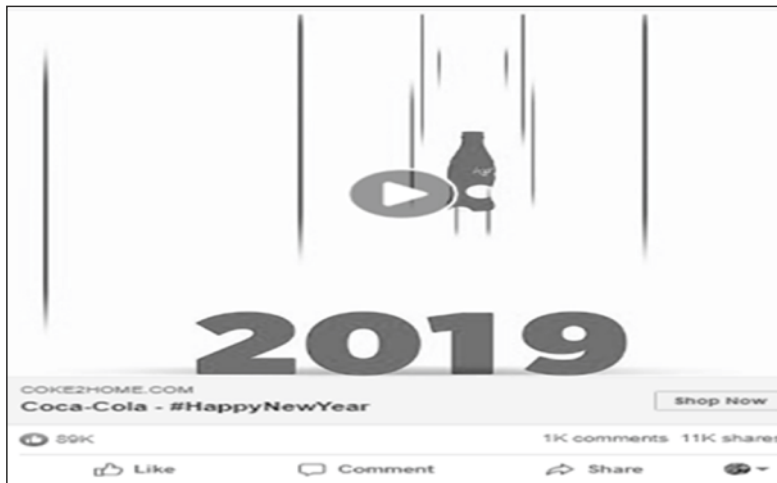 2019
COKE2HOME.COM
Coca-Cola - #HappyNewYear
Shop Now
89K
1K comments 11K shares
Like Comment Share